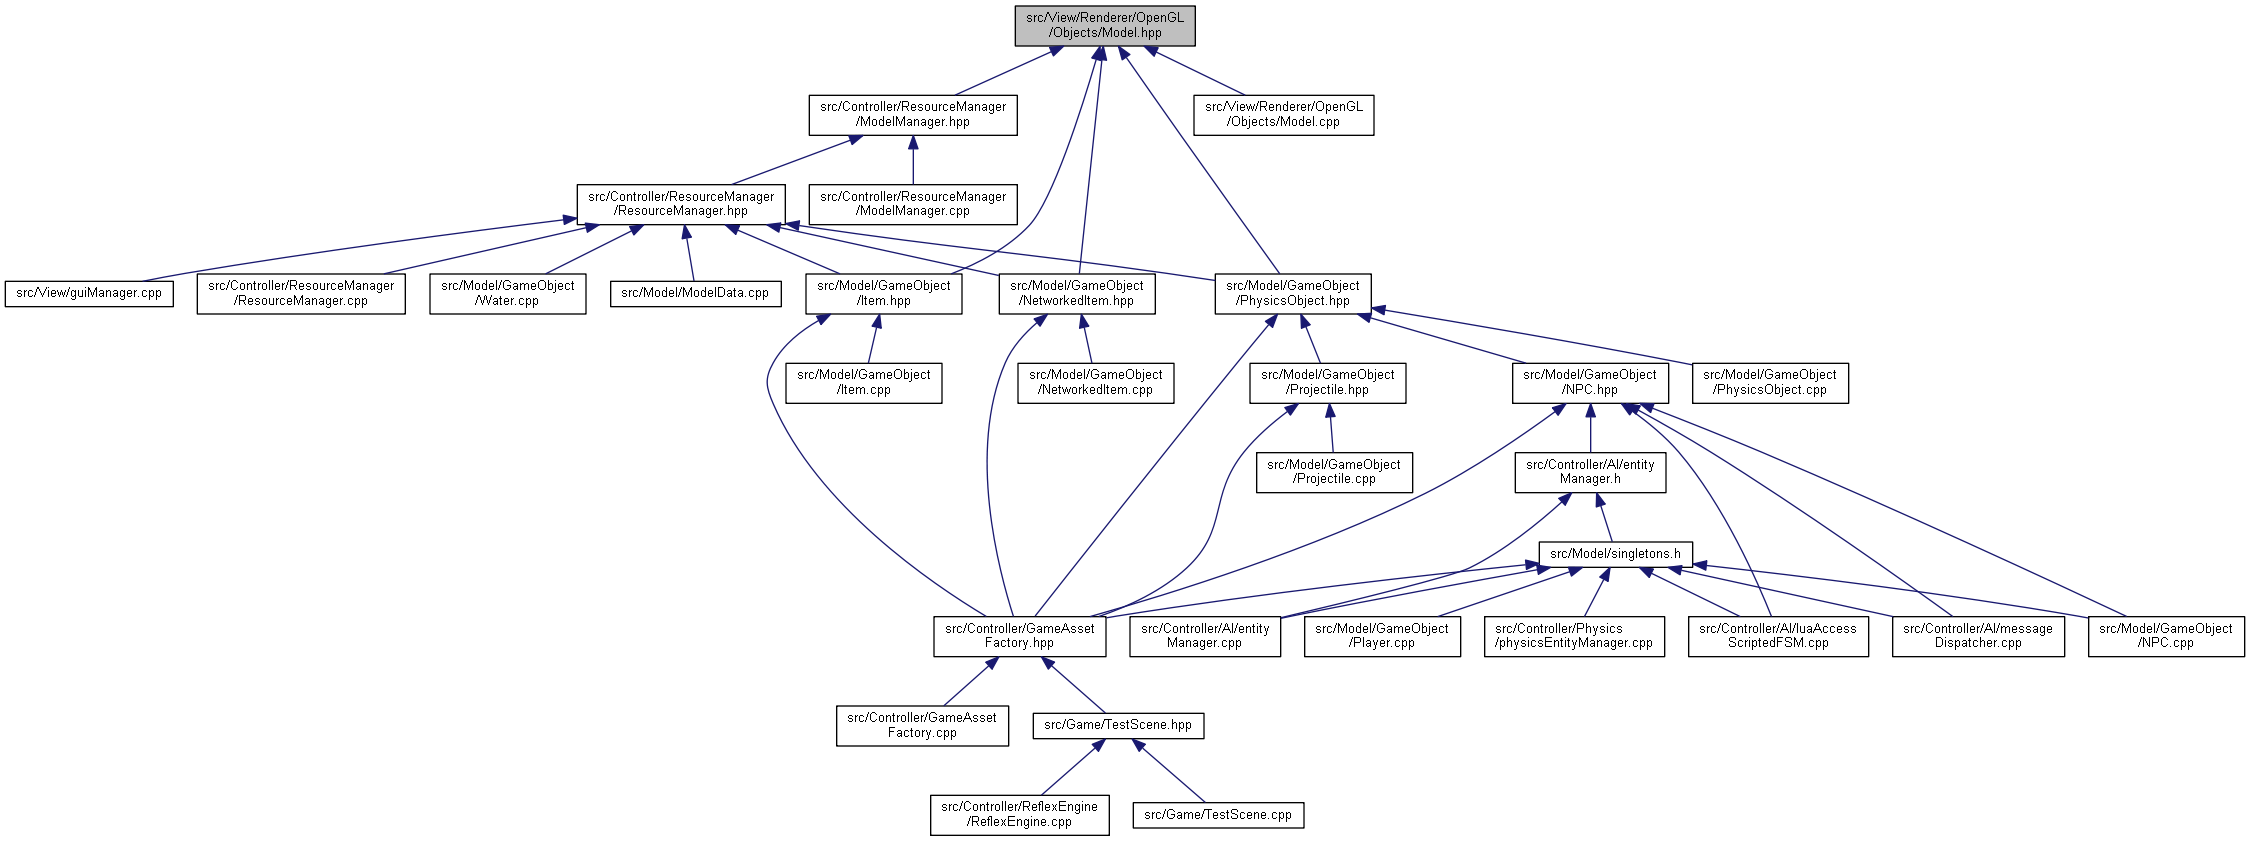 src/View/Renderer/OpenGL
/Objects/Model.hpp
src/Controller/ResourceManager
/ModelManager.hpp
src/View/Renderer/OpenGL
/Objects/Model.cpp
src/Controller/ResourceManager
/ResourceManager.hpp
src/Controller/ResourceManager
/ModelManager.cpp
src/View/guiManager.cpp
src/Controller/ResourceManager
/ResourceManager.cpp
src/Model/GameObject
/Water.cpp
src/Model/ModelData.cpp
src/Model/GameObject
/Item.hpp
src/Model/GameObject
/NetworkedItem.hpp
src/Model/GameObject
/PhysicsObject.hpp
src/Model/GameObject
/Item.cpp
src/Model/GameObject
/NetworkedItem.cpp
src/Model/GameObject
/Projectile.hpp
src/Model/GameObject
/NPC.hpp
src/Model/GameObject
/PhysicsObject.cpp
src/Model/GameObject
/Projectile.cpp
src/Controller/AI/entity
Manager.h
src/Model/singletons.h
src/Controller/GameAsset
Factory.hpp
src/Controller/AI/entity
Manager.cpp
src/Model/GameObject
/Player.cpp
src/Controller/Physics
/physicsEntityManager.cpp
src/Controller/AI/luaAccess
ScriptedFSM.cpp
src/Controller/AI/message
Dispatcher.cpp
src/Model/GameObject
/NPC.cpp
src/Controller/GameAsset
Factory.cpp
src/Game/TestScene.hpp
src/Controller/ReflexEngine
/ReflexEngine.cpp
src/Game/TestScene.cpp